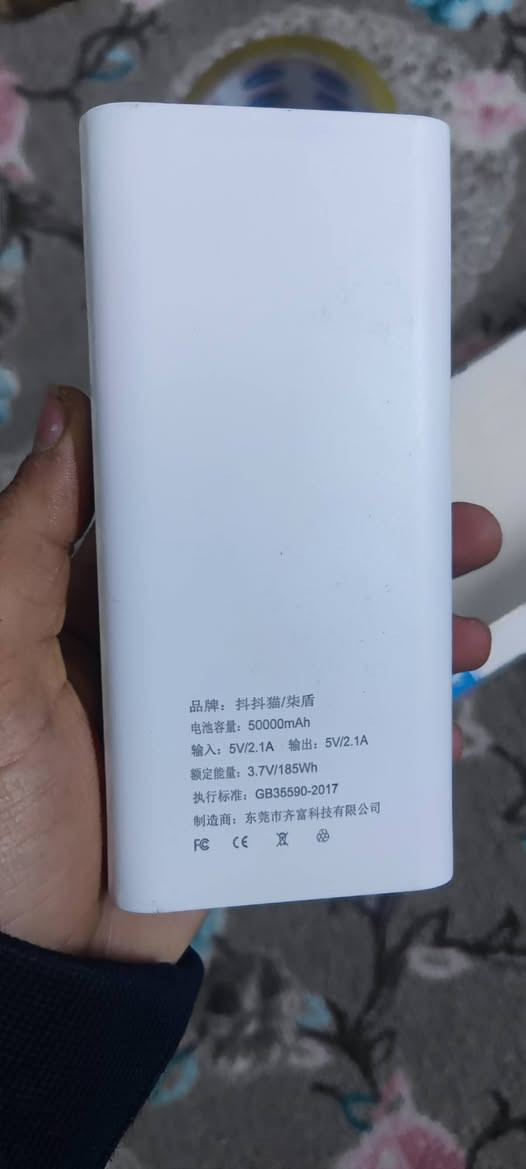 品牌：抖抖猫/柒盾
电池容量：50000mAh
输入：5V/2.1A 输出：5V/2.1A
额定能量：3.7V/185Wh
执行标准：GB35590-2017
制造商：东莞市齐富科技有限公司
FC CE